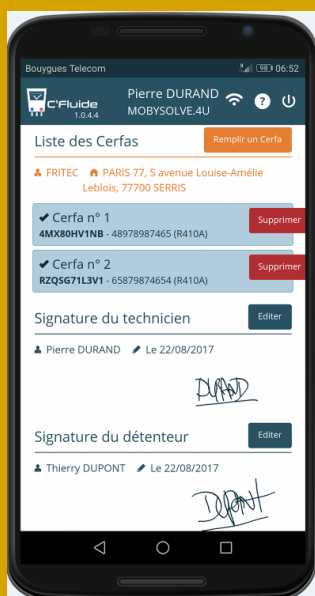 Bouygues Telecom 98 06:52
C'Fluide
1.0.4.4
Pierre DURAND
MOBYSOLVE.4U
Liste des Cerfas
Remplir un Cerfa
FRITEC PARIS 77, 5 avenue Louise-Amélie
Leblois, 77700 SERRIS
Cerfa n° 1
Supprimer
4MX80HV1NB - 48978987465 (R410A)
Cerfa n° 2
Supprimer
RZQSG71L3V1 - 65879874654 (R410A)
Signature du technicien
Editer
Pierre DURAND Le 22/08/2017
DURAND
Signature du détenteur
Editer
Thierry DUPONT Le 22/08/2017
Dupont